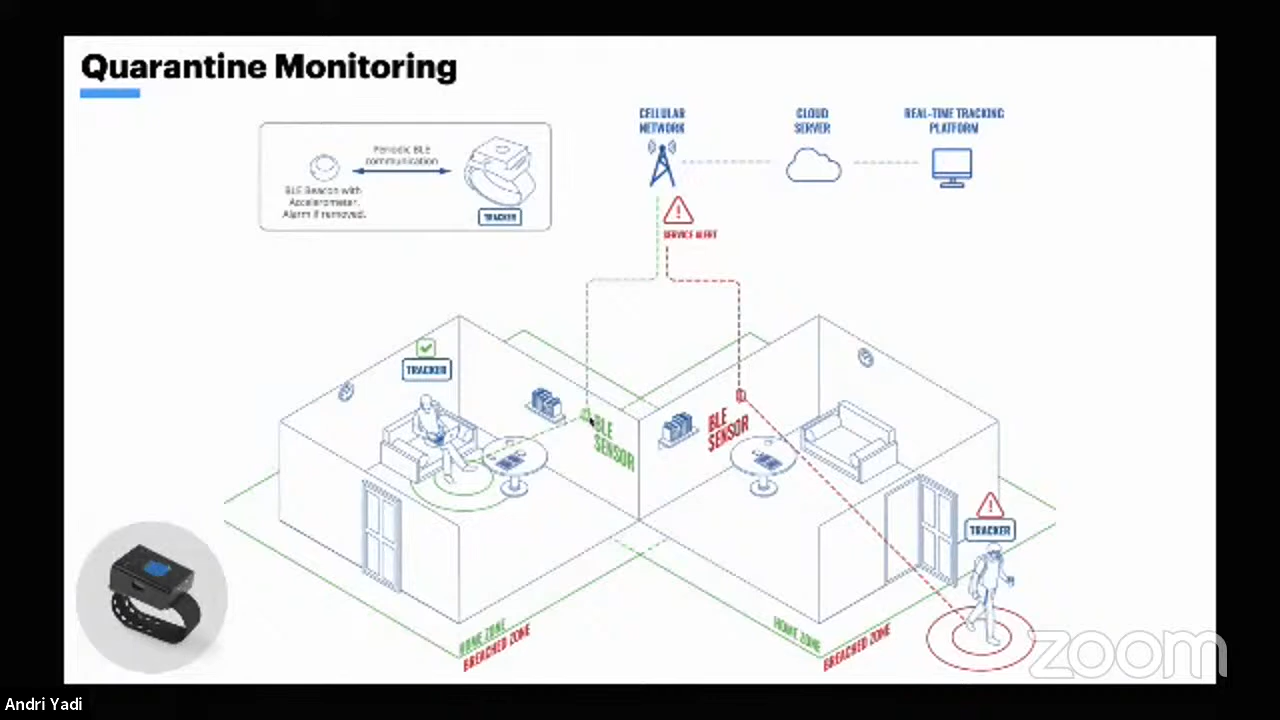 Quarantine Monitoring
Periodic BLE
communication
BLE Beacon with
Accelerometer.
Alarm if removed.
TRACKER
CELLULAR
NETWORK
CLOUD
SERVER
REAL-TIME TRACKING
PLATFORM
SERVICE ALERT
TRACKER
BLE
SENSOR
BLE
SENSOR
TRACKER
HOME ZONE
BREACHED ZONE
HOME ZONE
BREACHED ZONE
zoom
Andri Yadi